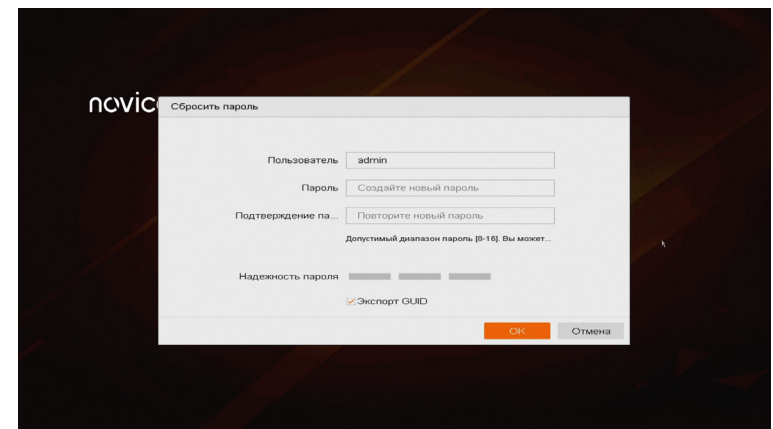 novic
Сбросить пароль
Пользователь admin
Пароль Создайте новый пароль
Подтверждение па... Повторите новый пароль
Допустимый диапазон пароль [8-16]. Вы может...
Надежность пароля
Экспорт GUID
OK Отмена